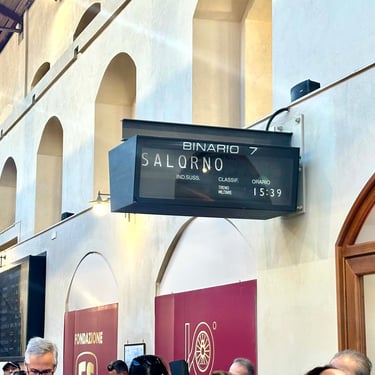 BINARIO 7
SALORNO
IND.SUSS. CLASSIF. ORARIO
TRENO 15:39
FONDAZIONE